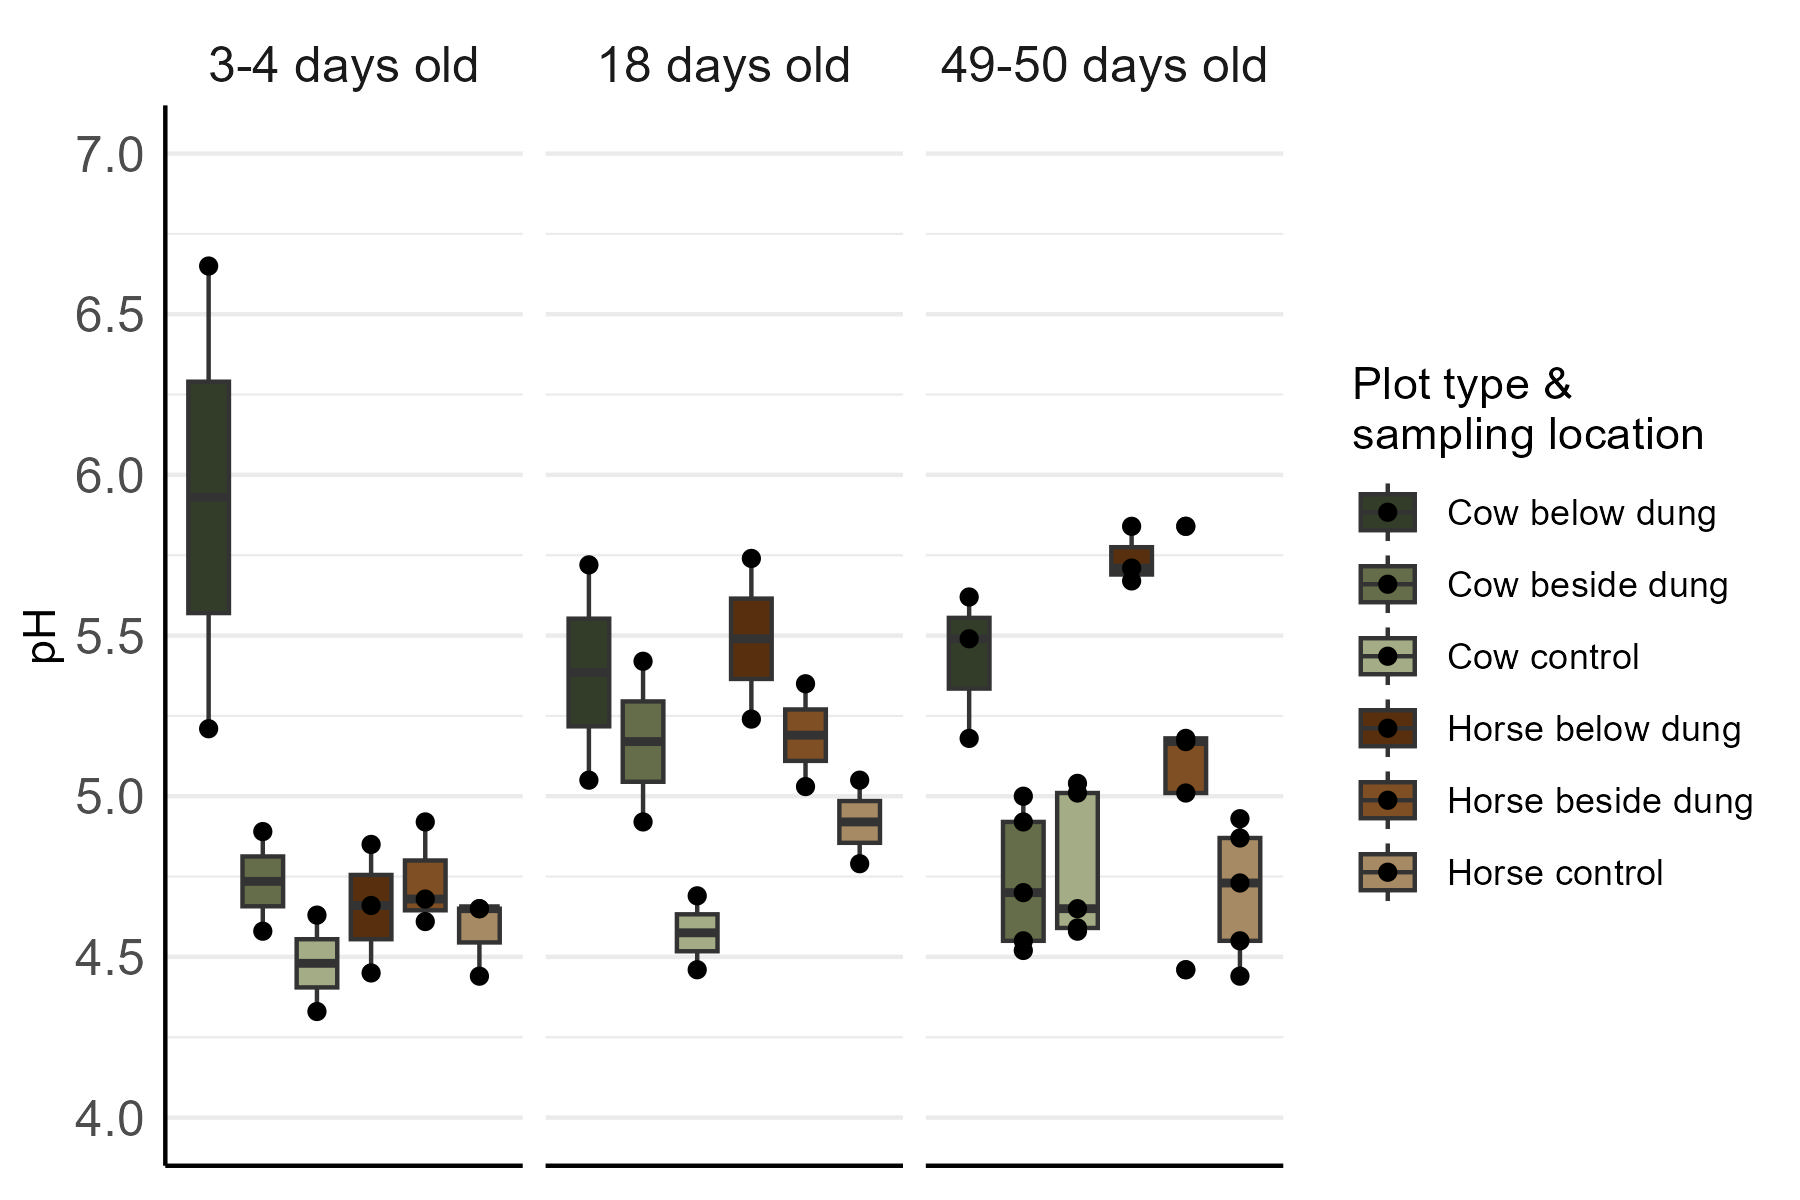 3-4 days old
18 days old
49-50 days old
7.0
6.5
6.0
5.5
5.0
4.5
4.0
pH
Plot type &
sampling location
Cow below dung
Cow beside dung
Cow control
Horse below dung
Horse beside dung
Horse control